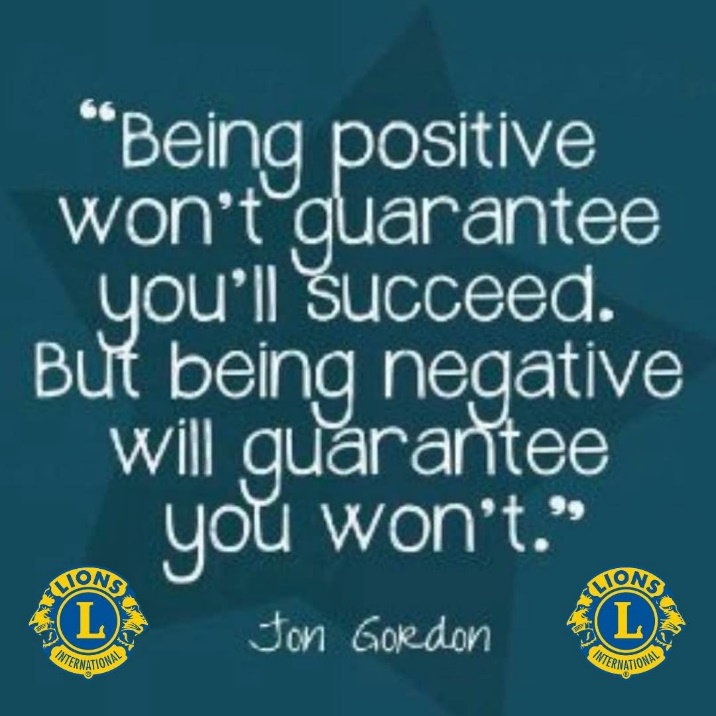 “Being positive
won’t guarantee
you’ll succeed.
But being negative
will guarantee
you won’t.”
Jon Gordon
LIONS
L
INTERNATIONAL
®
LIONS
L
INTERNATIONAL
®